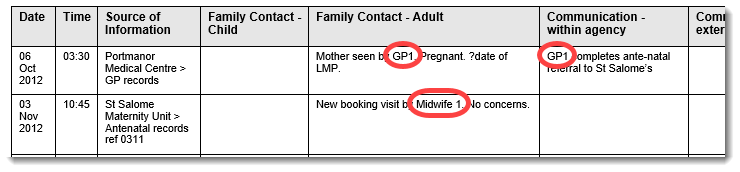 Date
Time
Source of
Information
Family Contact -
Child
Family Contact - Adult
Communication -
within agency
Comm
exter
06
Oct
2012
03:30
Portmanor
Medical Centre >
GP records
Mother seen by GP1. Pregnant. ?date of
LMP.
GP1 completes ante-natal
referral to St Salome's
03
Nov
2012
10:45
St Salome
Maternity Unit >
Antenatal records
ref 0311
New booking visit by Midwife 1. No concerns.